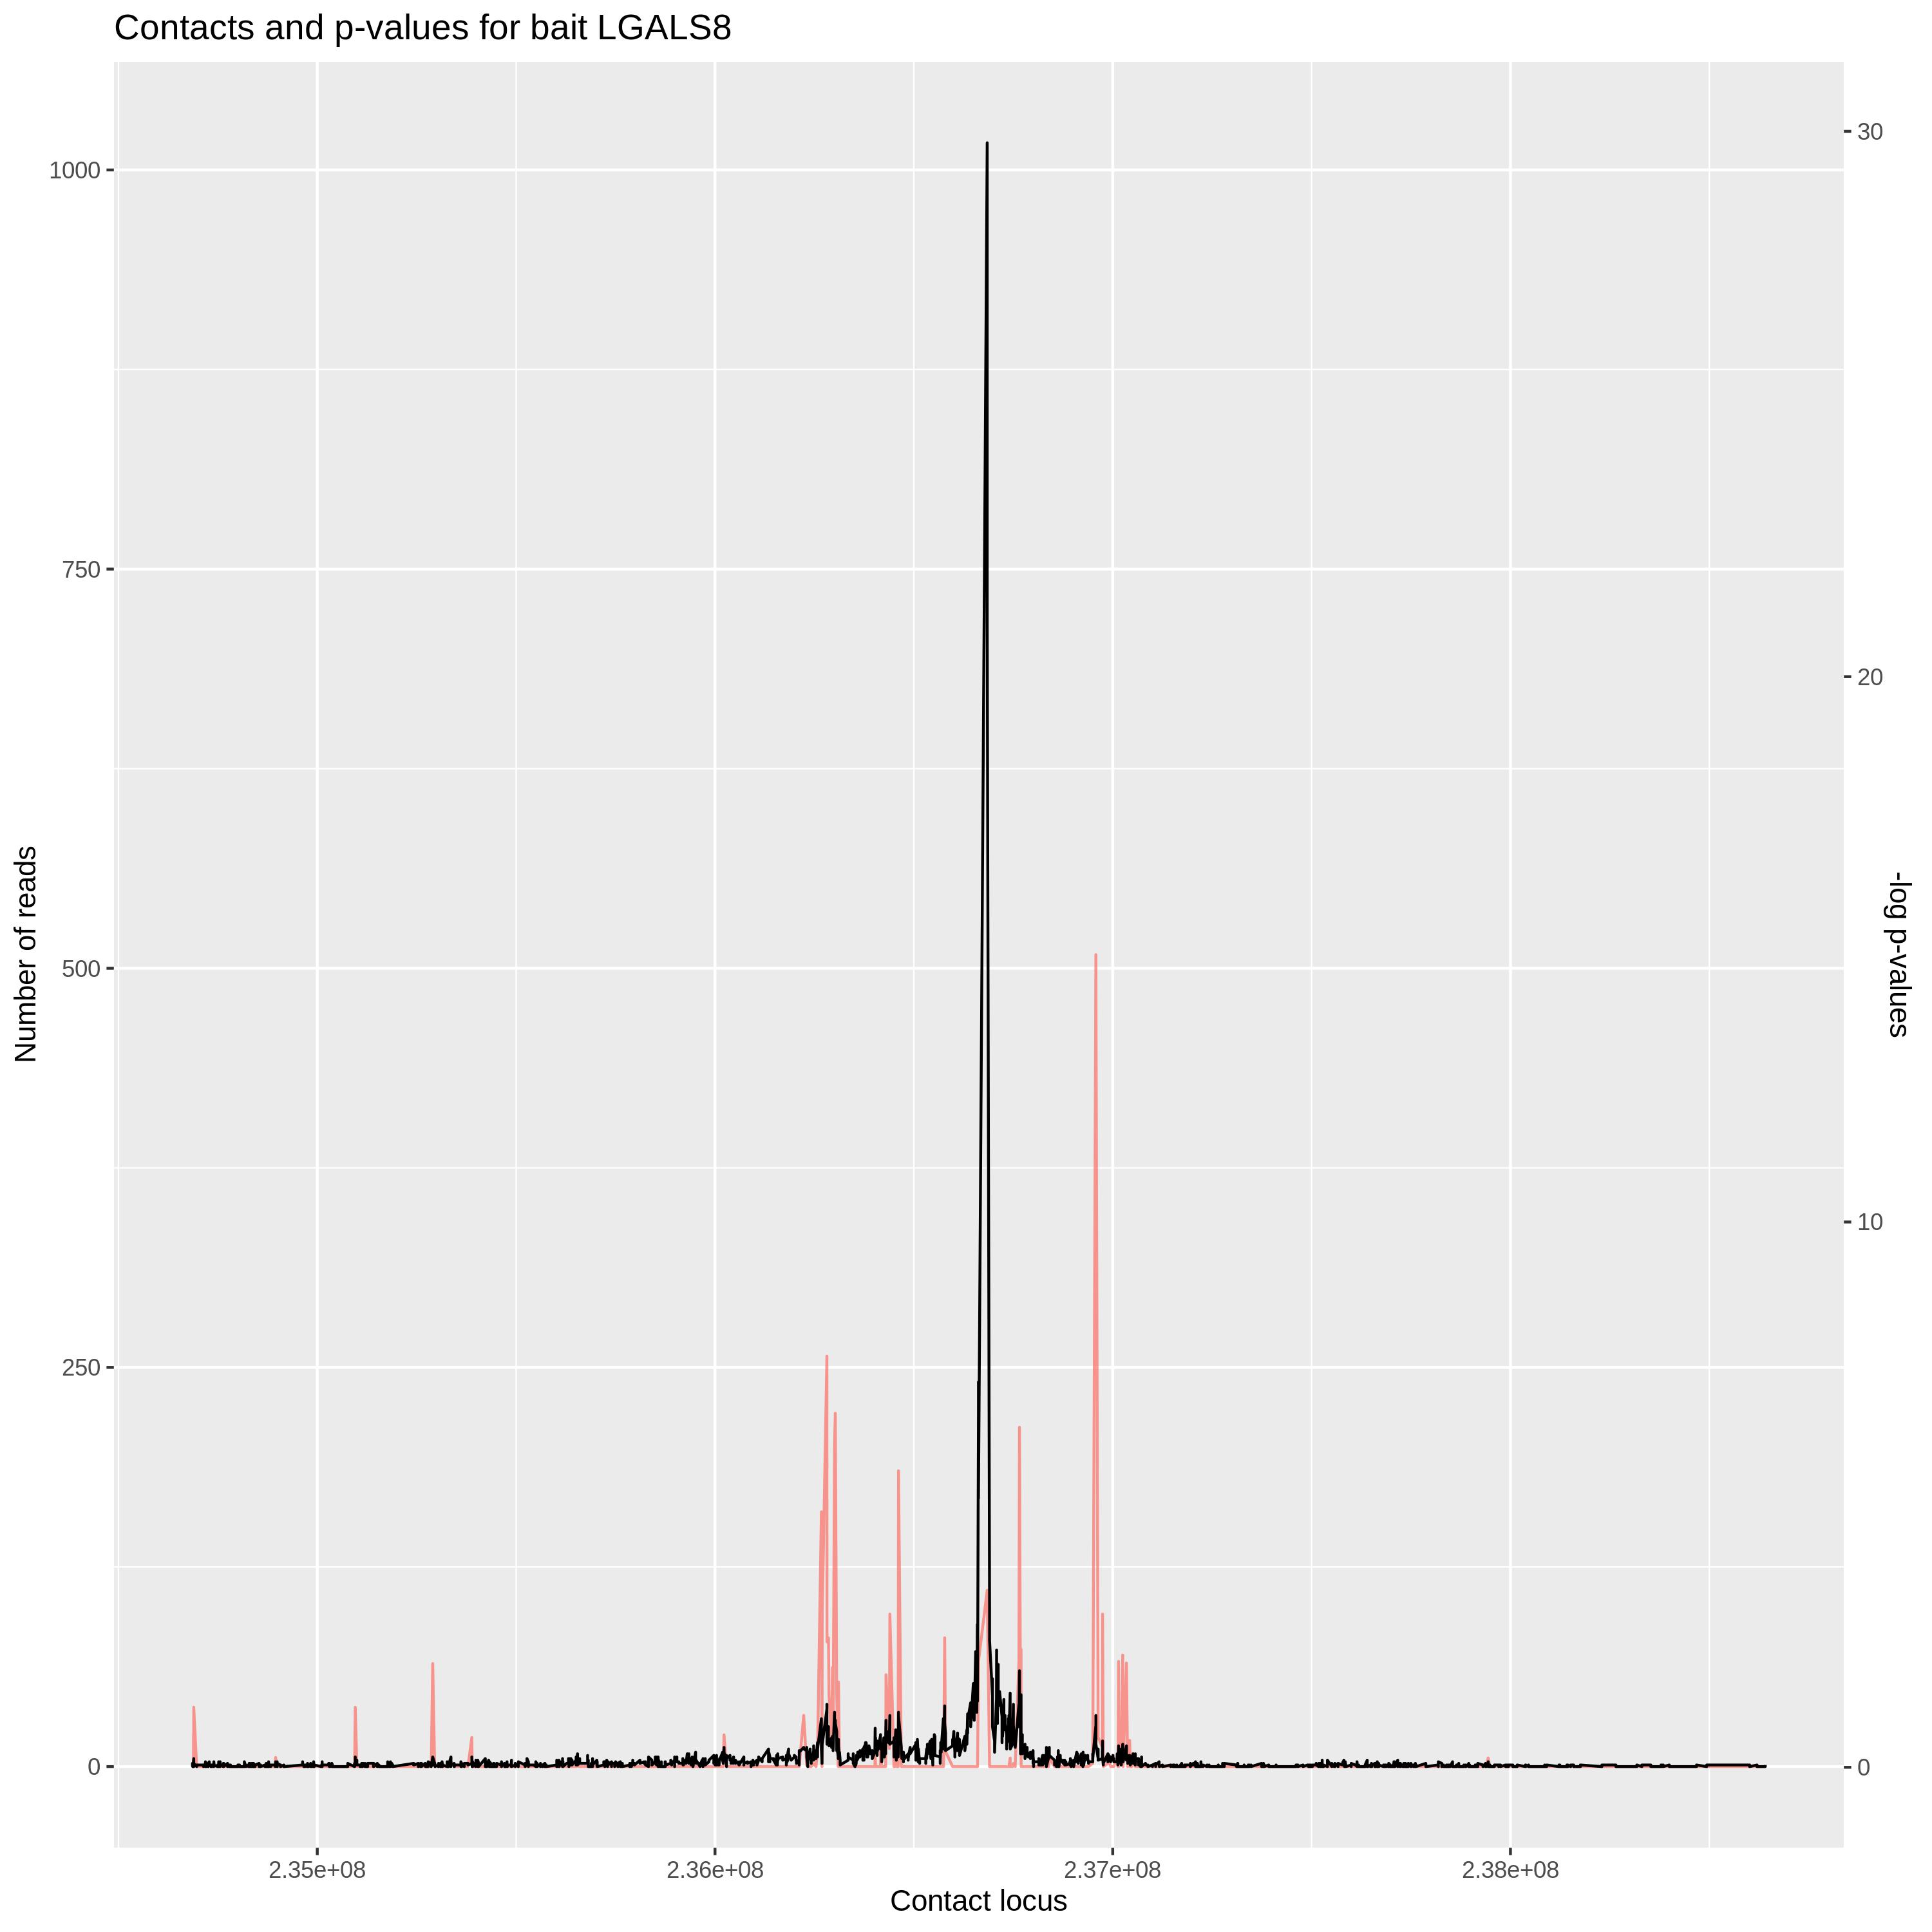 Contacts and p-values for bait LGALS8
Number of reads
1000
750
500
250
0
30
20
10
0
-log p-values
2.35e+08
2.36e+08
2.37e+08
2.38e+08
Contact locus